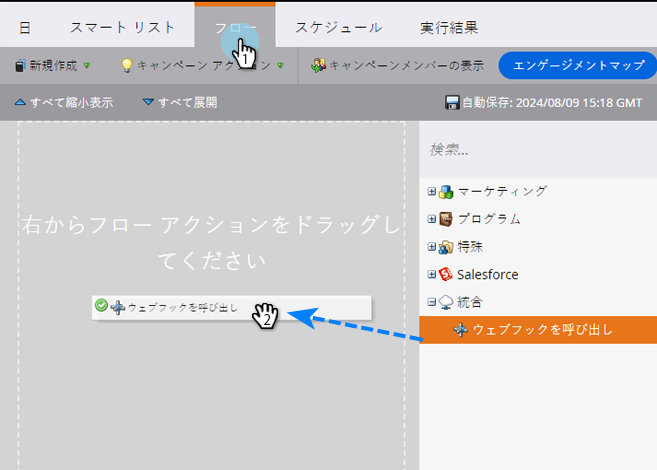 日 スマート リスト フロー スケジュール 実行結果
1
新規作成 キャンペーン アクション キャンペーンメンバーの表示 エンゲージメントマップ
すべて縮小表示 すべて展開 自動保存: 2024/08/09 15:18 GMT
検索...
マーケティング
プログラム
特殊
Salesforce
統合
ウェブフックを呼び出し
右からフロー アクションをドラッグし
てください
ウェブフックを呼び出し
2